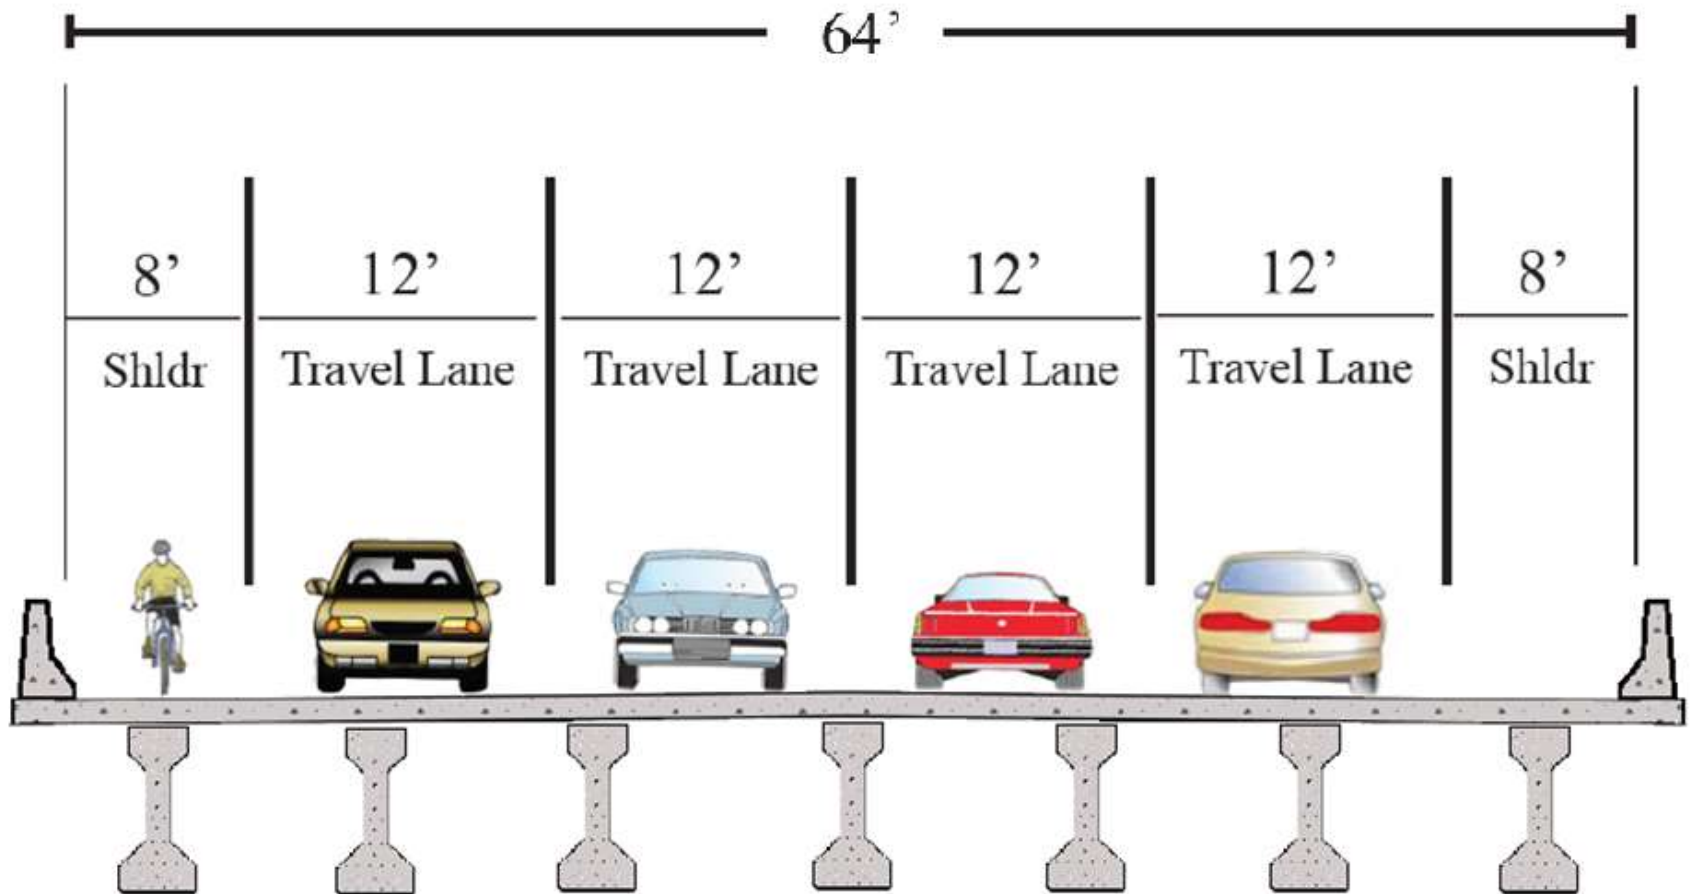 64’
8’ 12’ 12’ 12’ 12’ 8’
Shldr Travel Lane Travel Lane Travel Lane Travel Lane Shldr